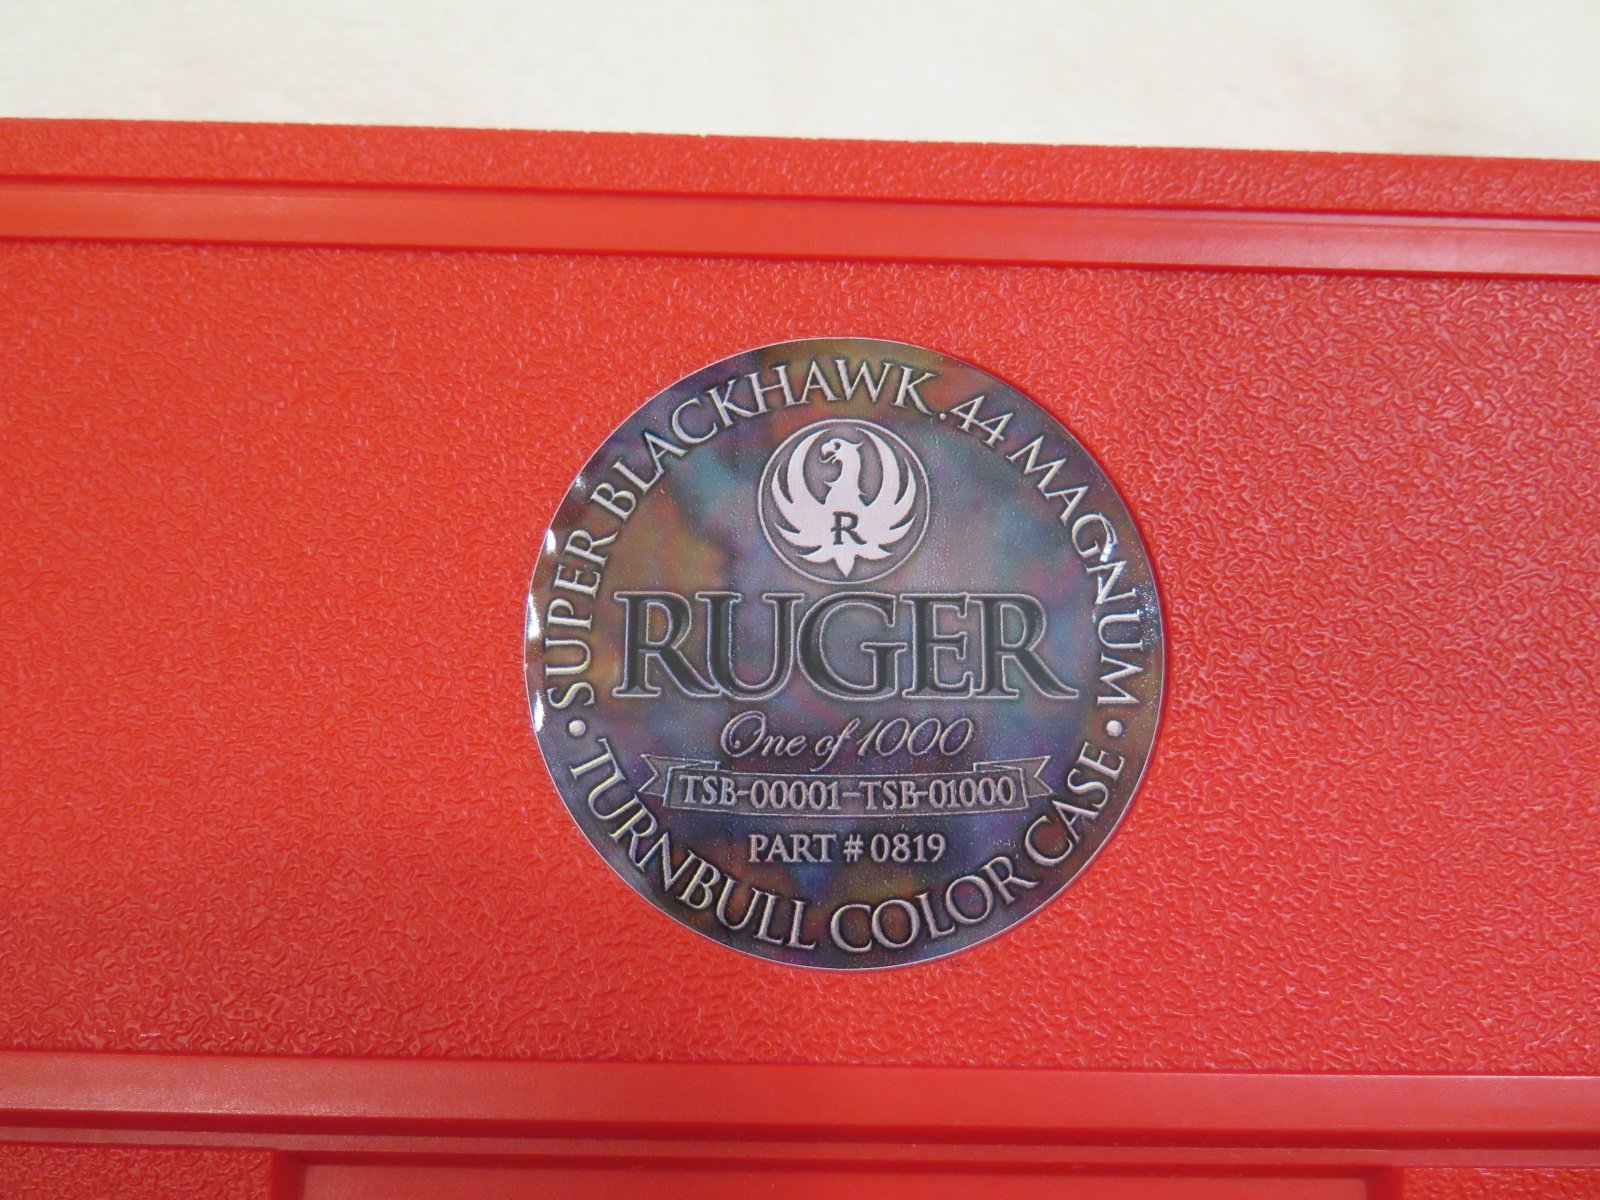 SUPER BLACKHAWK .44 MAGNUM
R
RUGER
One of 1000
TSB-00001-TSB-01000
PART # 0819
• TURNBULL COLOR CASE •